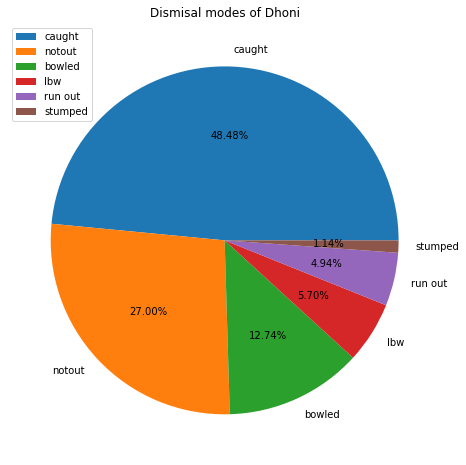 Dismisal modes of Dhoni
caught
notout
bowled
lbw
run out
stumped
caught
48.48%
notout
27.00%
bowled
12.74%
lbw
5.70%
run out
4.94%
stumped
1.14%